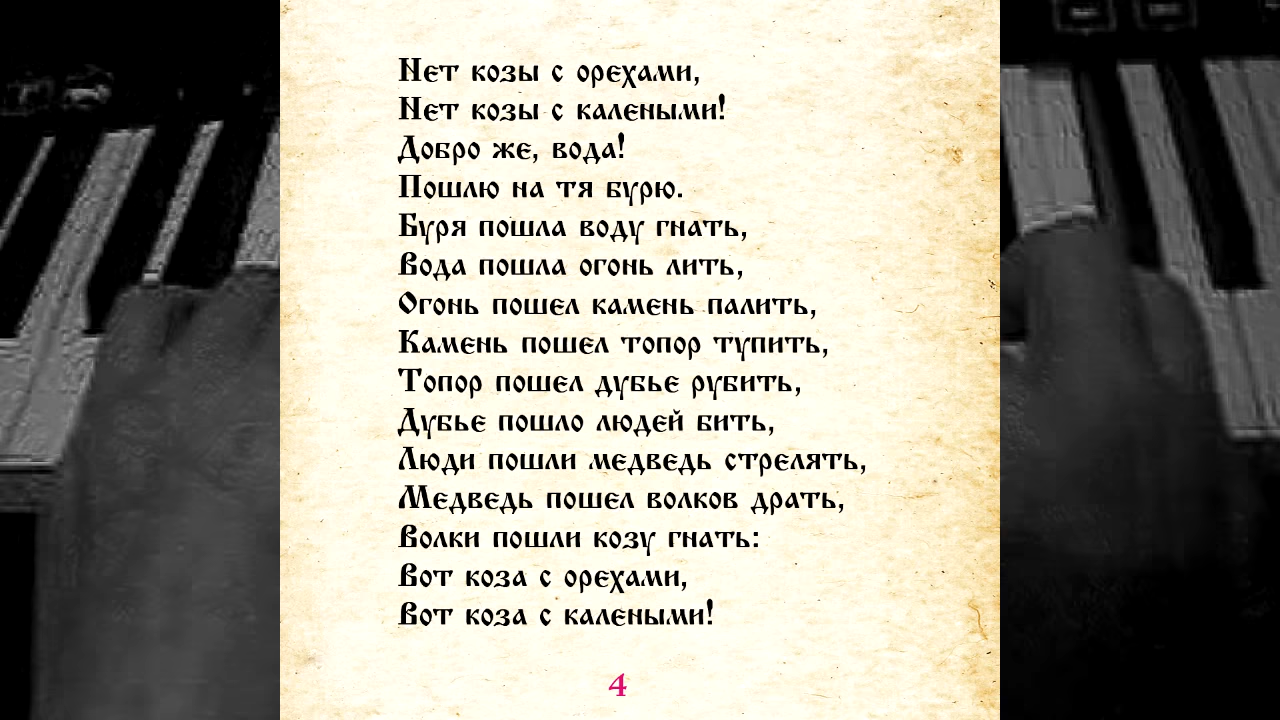 Нет козы с орехами,
Нет козы с калеными!
Добро же, вода!
Пошлю на тя бурю.
Буря пошла воду гнать,
Вода пошла огонь лить,
Огонь пошел камень палить,
Камень пошел топор тупить,
Топор пошел дубье рубить,
Дубье пошло людей бить,
Люди пошли медведь стрелять,
Медведь пошел волков драть,
Волки пошли козу гнать:
Вот коза с орехами,
Вот коза с калеными!
4